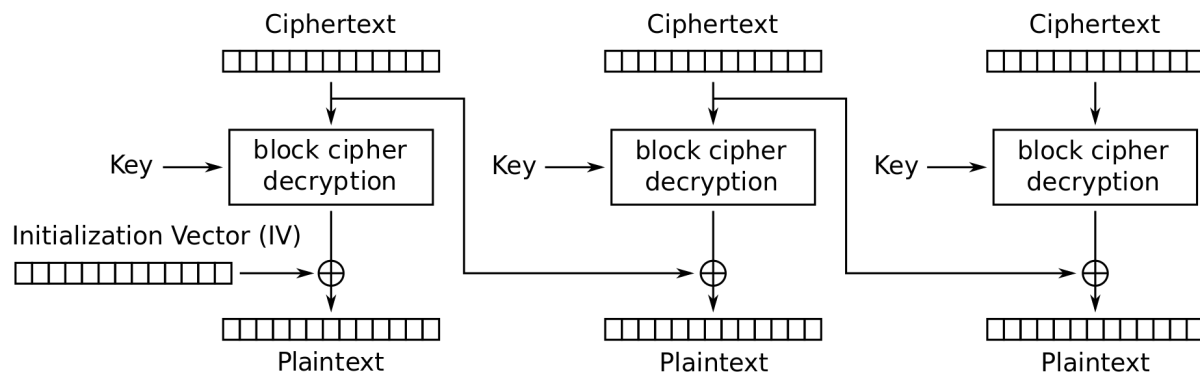 Ciphertext
Ciphertext
Ciphertext
Key
block cipher
decryption
Key
block cipher
decryption
Key
block cipher
decryption
Initialization Vector (IV)
Plaintext
Plaintext
Plaintext